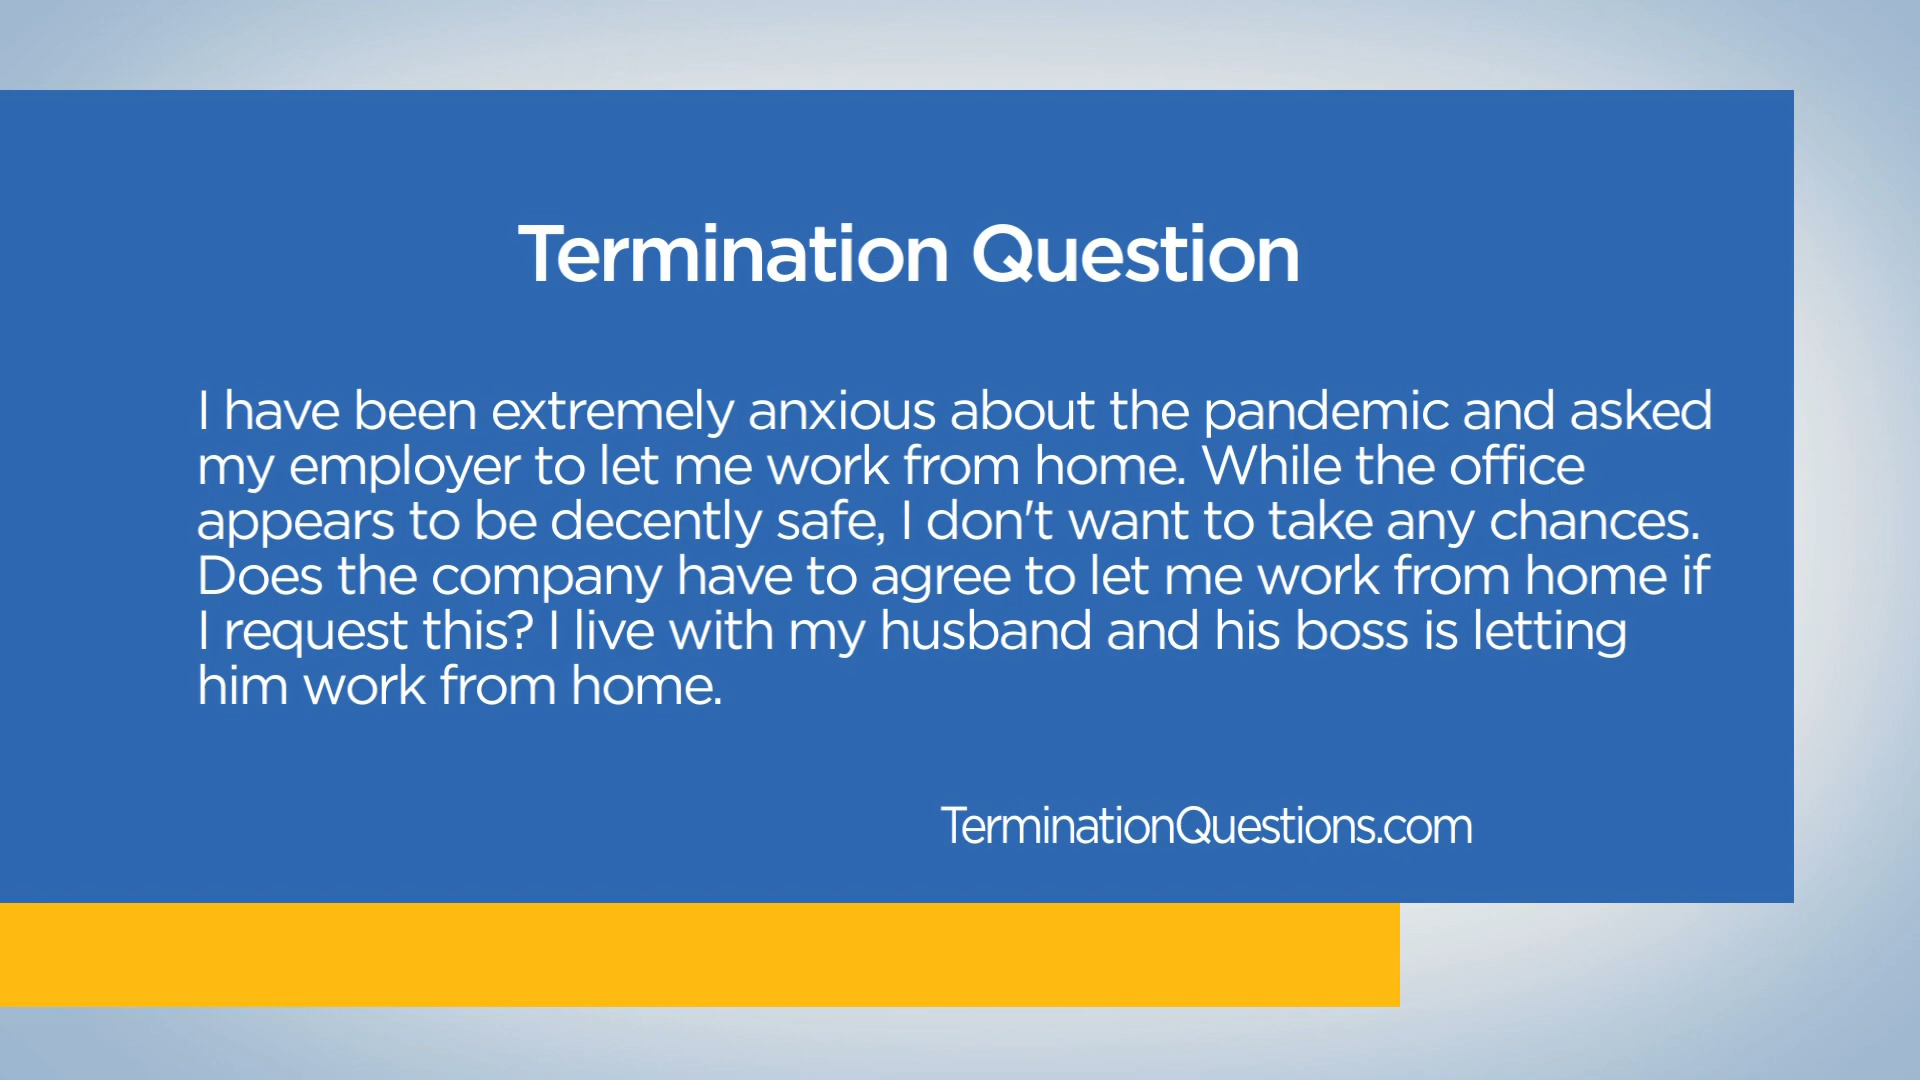 Termination Question
I have been extremely anxious about the pandemic and asked
my employer to let me work from home. While the office
appears to be decently safe, I don't want to take any chances.
Does the company have to agree to let me work from home if
I request this? I live with my husband and his boss is letting
him work from home.
TerminationQuestions.com